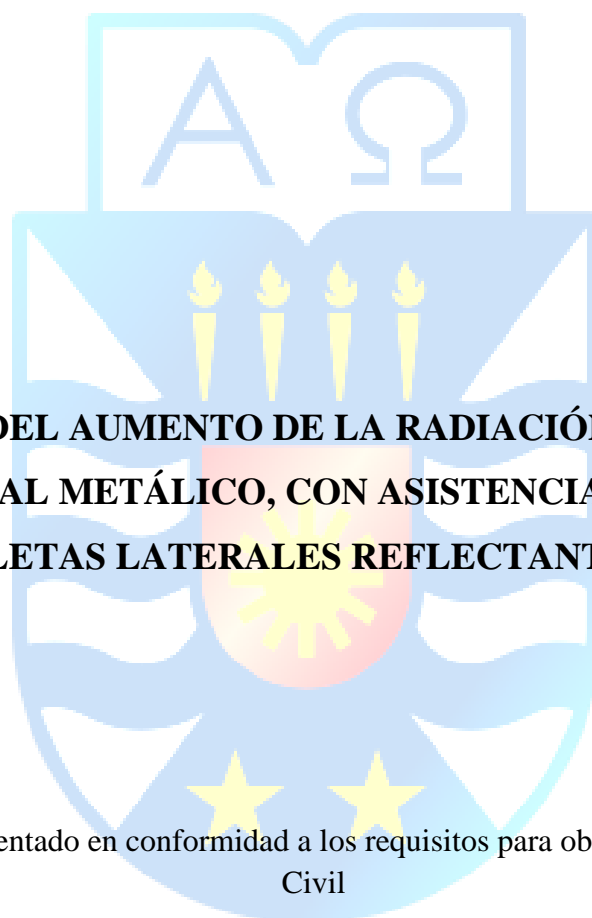 Α Ω
DEL AUMENTO DE LA RADIACIÓN
AL METÁLICO, CON ASISTENCIA
LETAS LATERALES REFLECTANT
entado en conformidad a los requisitos para ob
Civil